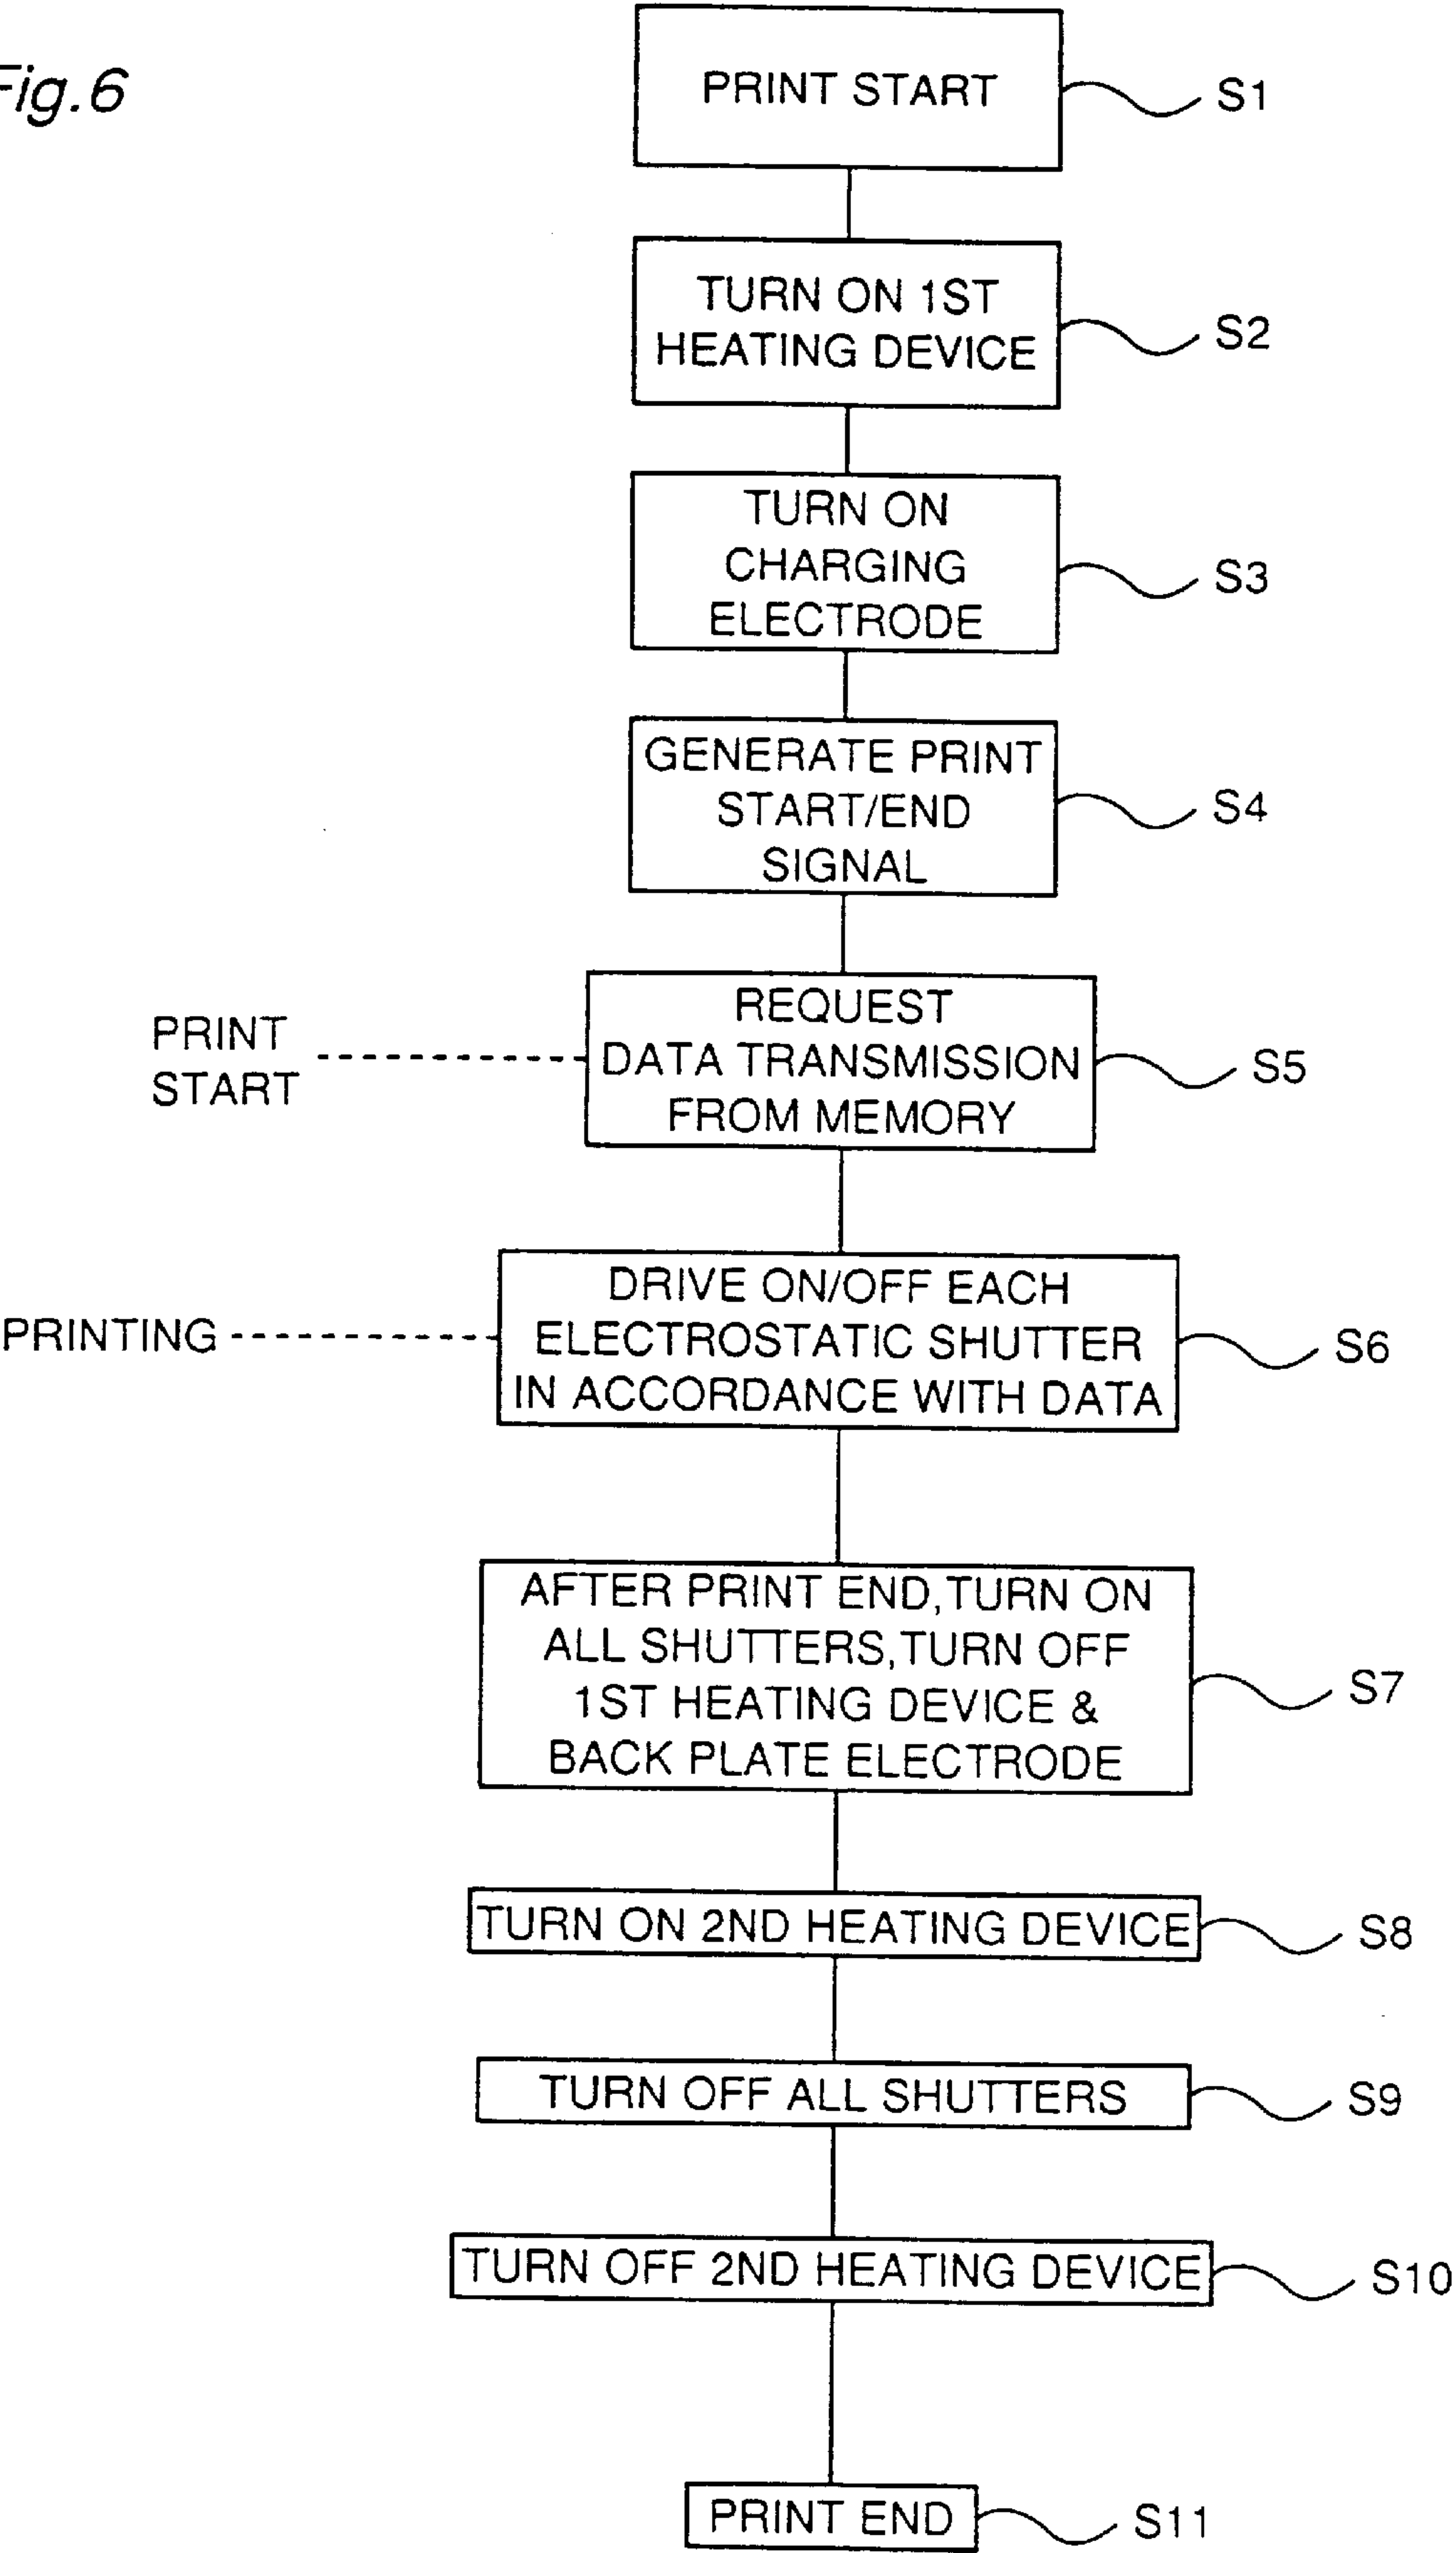 Fig.6
PRINT START
S1
TURN ON 1ST
HEATING DEVICE
S2
TURN ON
CHARGING
ELECTRODE
S3
GENERATE PRINT
START/END
SIGNAL
S4
PRINT
START
REQUEST
DATA TRANSMISSION
FROM MEMORY
S5
PRINTING
DRIVE ON/OFF EACH
ELECTROSTATIC SHUTTER
IN ACCORDANCE WITH DATA
S6
AFTER PRINT END,TURN ON
ALL SHUTTERS,TURN OFF
1ST HEATING DEVICE &
BACK PLATE ELECTRODE
S7
TURN ON 2ND HEATING DEVICE
S8
TURN OFF ALL SHUTTERS
S9
TURN OFF 2ND HEATING DEVICE
S10
PRINT END
S11